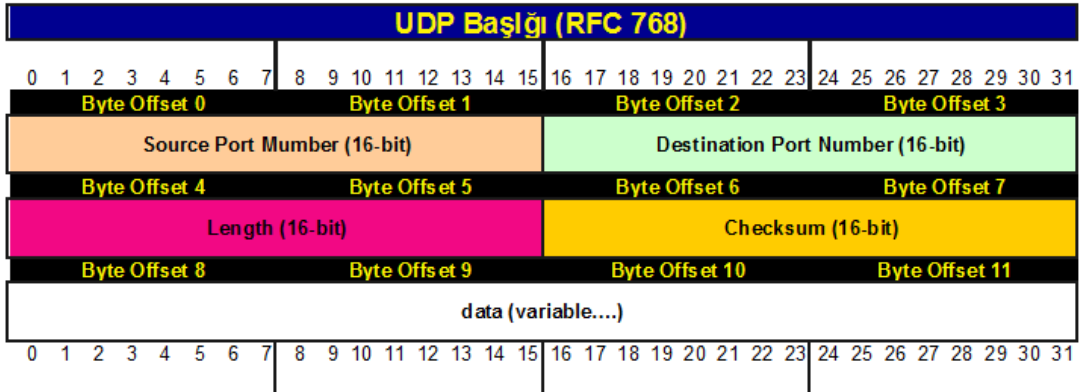 UDP Başlğı (RFC 768)
0 1 2 3 4 5 6 7 8 9 10 11 12 13 14 15 16 17 18 19 20 21 22 23 24 25 26 27 28 29 30 31
Byte Offset 0 Byte Offset 1 Byte Offset 2 Byte Offset 3
Source Port Mumber (16-bit) Destination Port Number (16-bit)
Byte Offset 4 Byte Offset 5 Byte Offset 6 Byte Offset 7
Length (16-bit) Checksum (16-bit)
Byte Offset 8 Byte Offset 9 Byte Offset 10 Byte Offset 11
data (variable....)
0 1 2 3 4 5 6 7 8 9 10 11 12 13 14 15 16 17 18 19 20 21 22 23 24 25 26 27 28 29 30 31